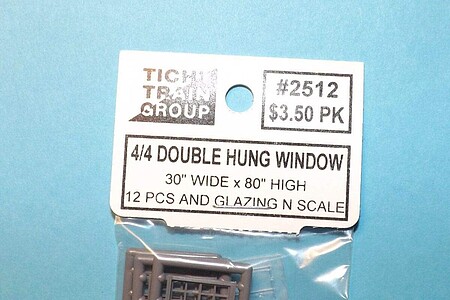 TICHY
TRAIN
GROUP
#2512
$3.50 PK
4/4 DOUBLE HUNG WINDOW
30" WIDE x 80" HIGH
12 PCS AND GLAZING N SCALE